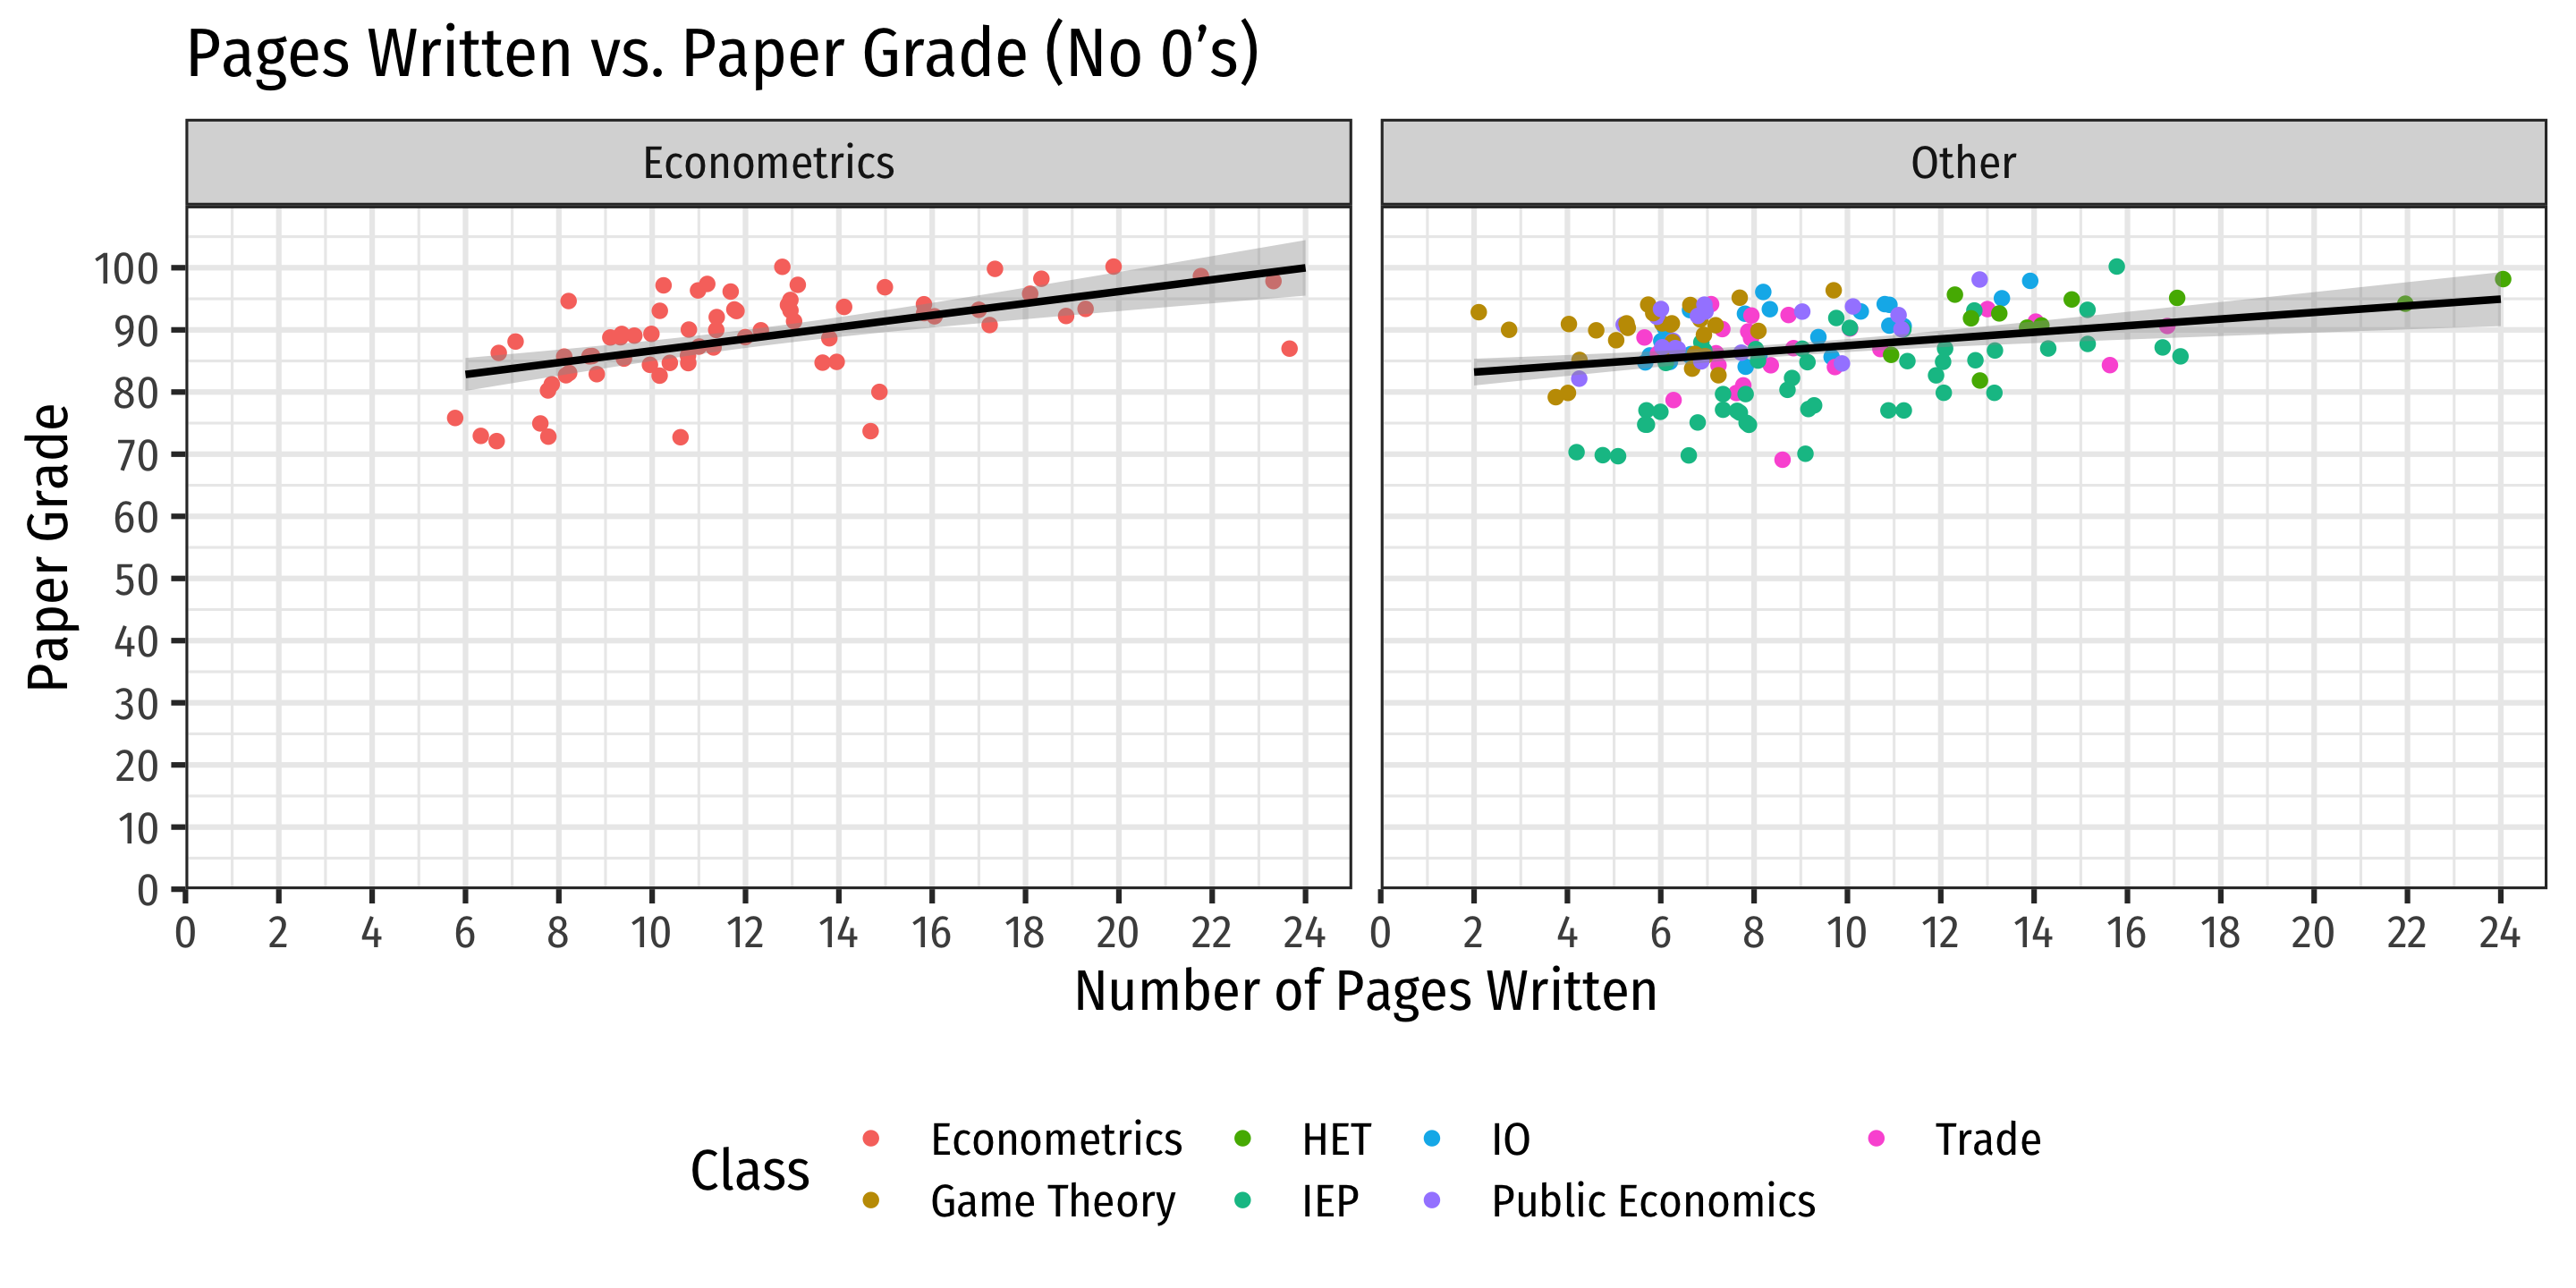 Pages Written vs. Paper Grade (No 0’s)
Econometrics
Other
Paper Grade
100
90
80
70
60
50
40
30
20
10
0
0 2 4 6 8 10 12 14 16 18 20 22 24
0 2 4 6 8 10 12 14 16 18 20 22 24
Number of Pages Written
Class
Econometrics HET IO Trade
Game Theory IEP Public Economics